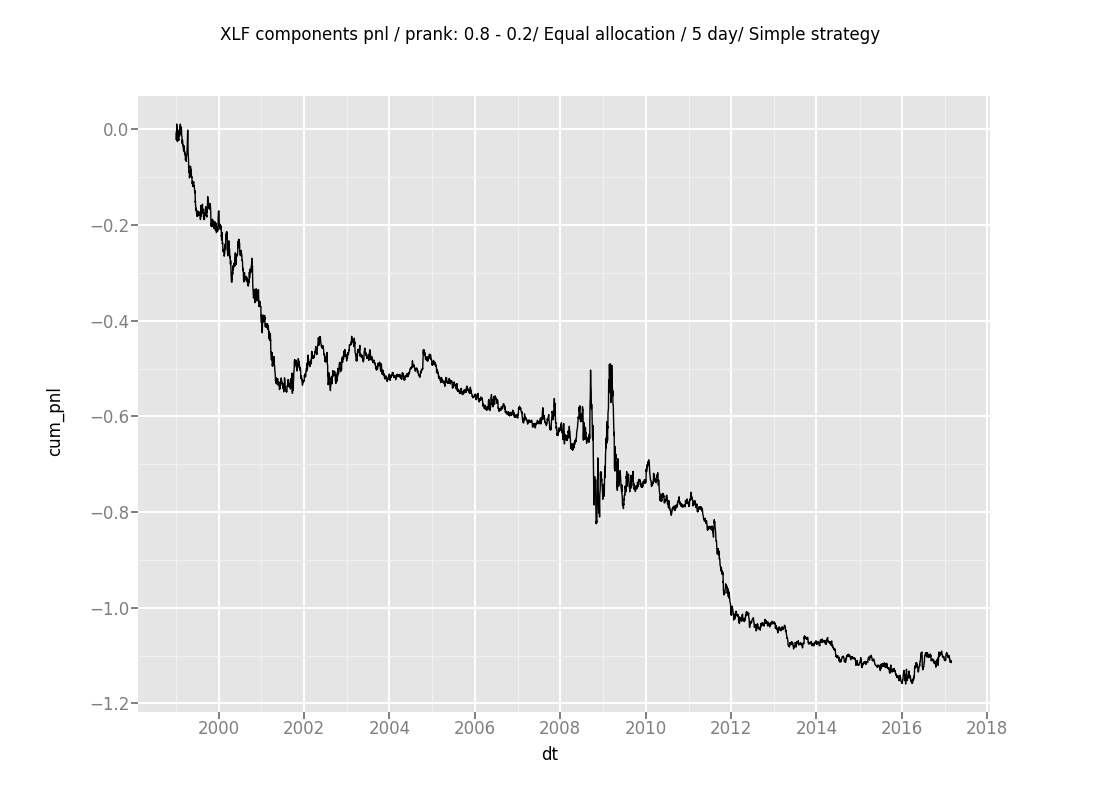 XLF components pnl / prank: 0.8 - 0.2/ Equal allocation / 5 day/ Simple strategy
cum_pnl
0.0
−0.2
−0.4
−0.6
−0.8
−1.0
−1.2
2000 2002 2004 2006 2008 2010 2012 2014 2016 2018
dt